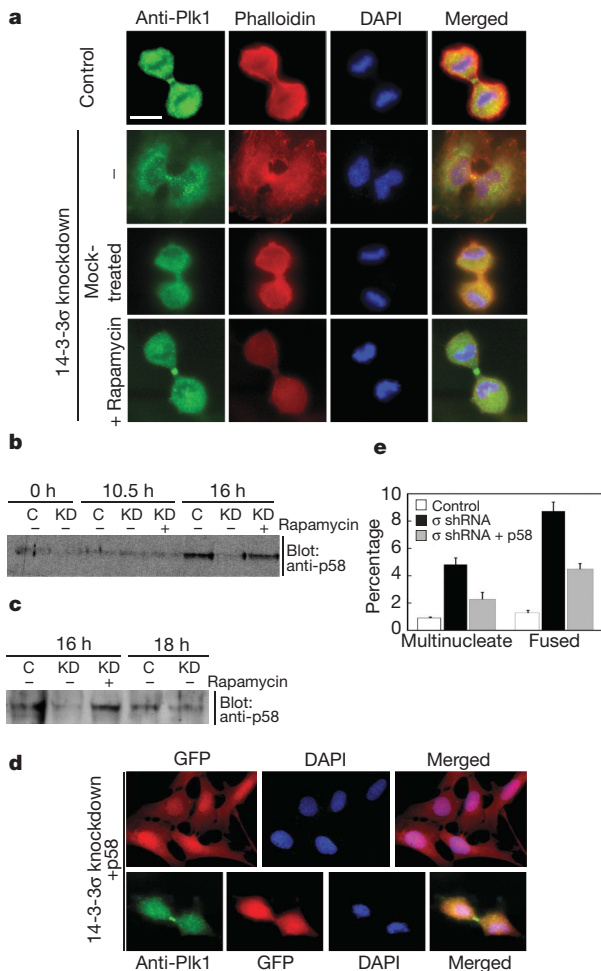 a
Anti-Plk1 Phalloidin DAPI Merged
Control
14-3-3σ knockdown
–
Mock-
treated
+ Rapamycin
b
0 h 10.5 h 16 h
C KD C KD KD C KD KD
– – – – + – – + Rapamycin
Blot:
anti-p58
c
16 h 18 h
C KD KD C KD
– – + – – Rapamycin
Blot:
anti-p58
e
Control
σ shRNA
σ shRNA + p58
Percentage
10
8
6
4
2
0
Multinucleate Fused
d
14-3-3σ knockdown
+p58
GFP DAPI Merged
Anti-Plk1 GFP DAPI Merged